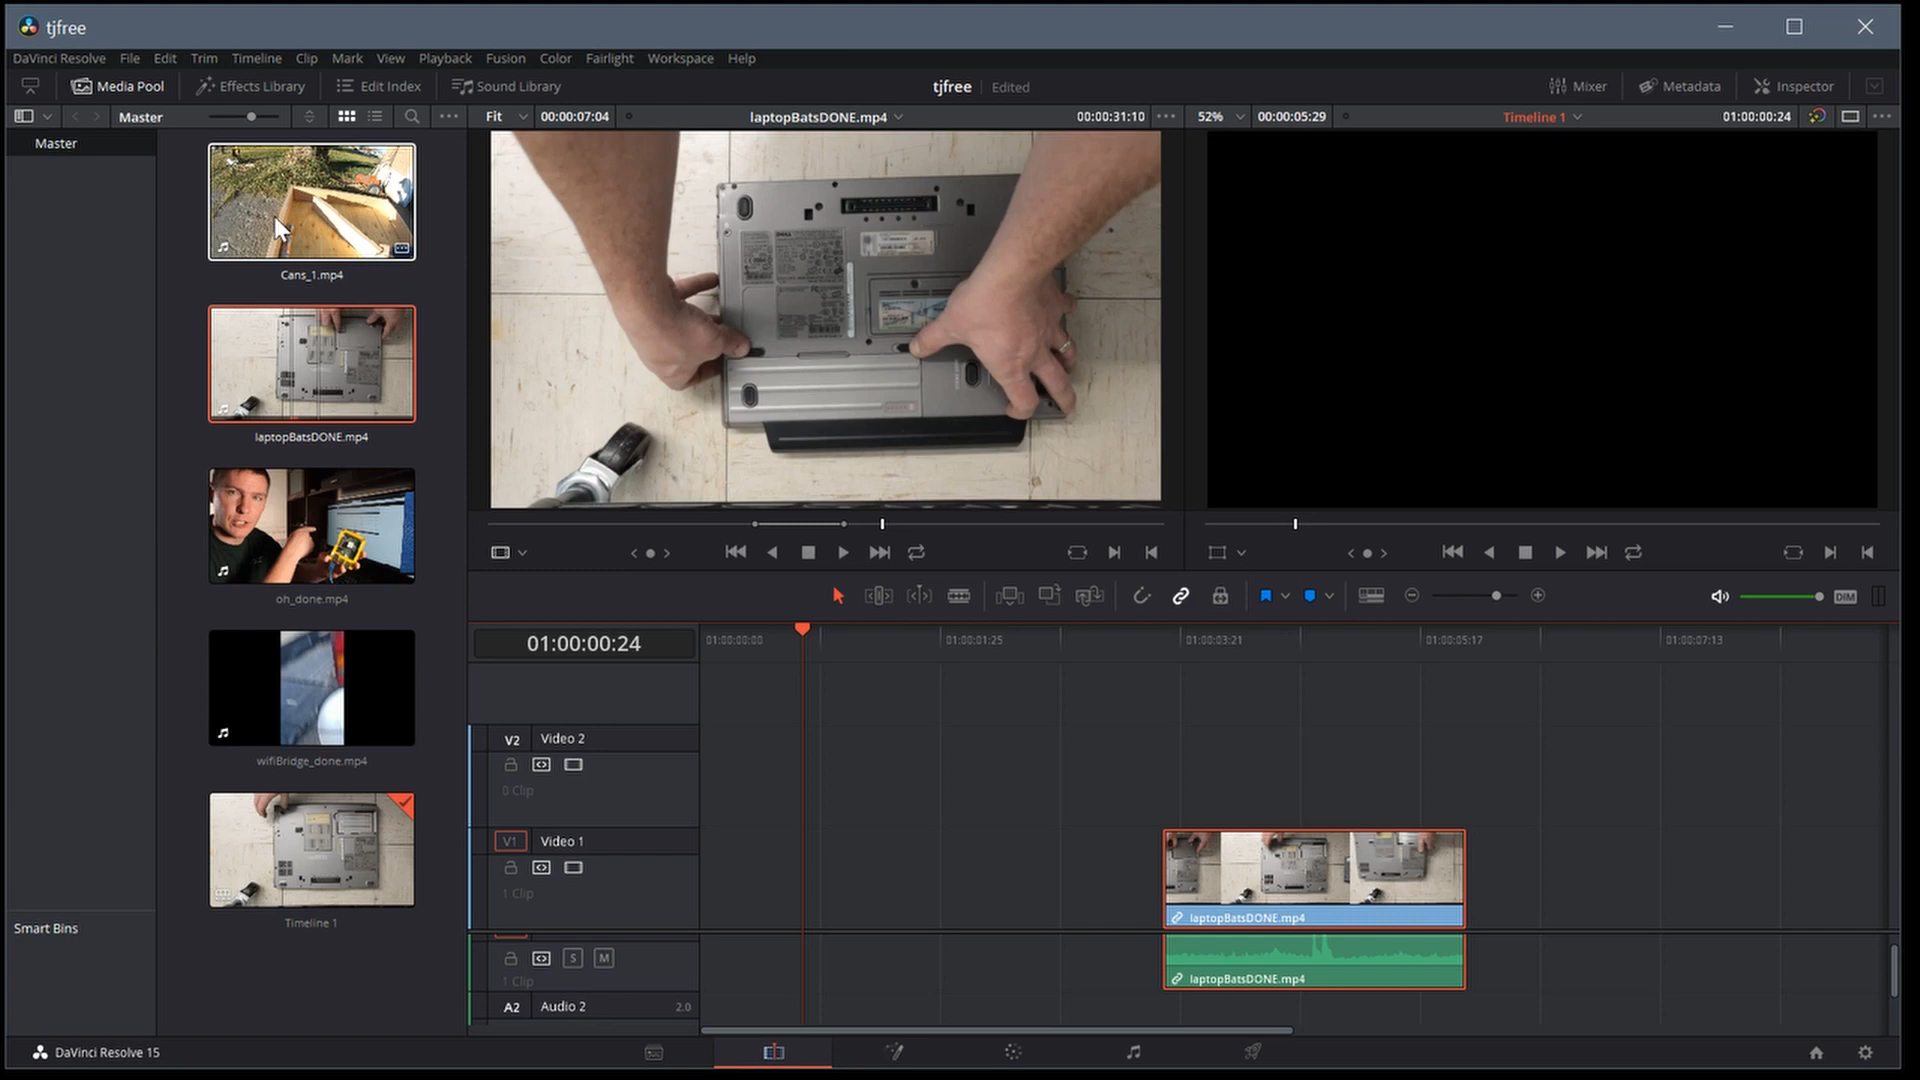 tjfree
DaVinci Resolve File Edit Trim Timeline Clip Mark View Playback Fusion Color Fairlight Workspace Help
Media Pool Effects Library Edit Index Sound Library tjfree Edited Mixer Metadata Inspector
Master Fit 00:00:07:04 laptopBatsDONE.mp4 00:00:31:10 52% 00:00:05:29 Timeline 1 01:00:00:24
Master
Cans_1.mp4
laptopBatsDONE.mp4
oh_done.mp4
wifiBridge_done.mp4
Timeline 1
Smart Bins
DELL
DIM
01:00:00:24
01:00:00:00 01:00:01:25 01:00:03:21 01:00:05:17 01:00:07:13
V2 Video 2
0 Clip
V1 Video 1
1 Clip
laptopBatsDONE.mp4
S M
1 Clip
laptopBatsDONE.mp4
A2 Audio 2 2.0
DaVinci Resolve 15